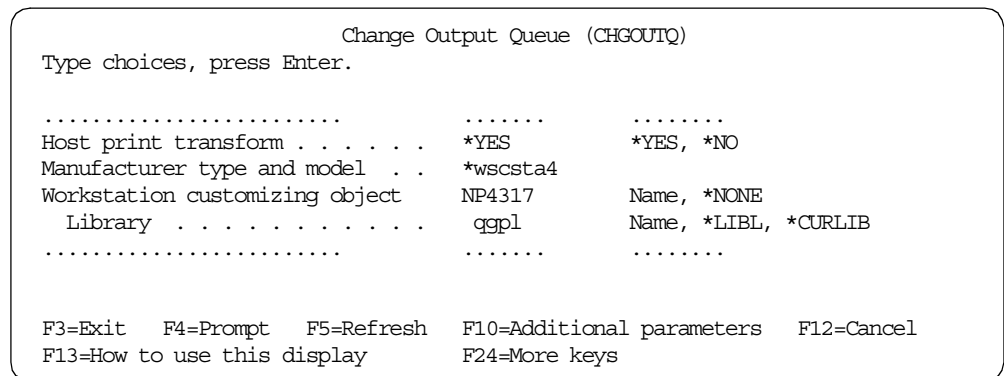 Change Output Queue (CHGOUTQ)
Type choices, press Enter.
......................... ....... ........
Host print transform . . . . . . *YES *YES, *NO
Manufacturer type and model . . *wscsta4
Workstation customizing object NP4317 Name, *NONE
Library . . . . . . . . . . . qgpl Name, *LIBL, *CURLIB
......................... ....... ........
F3=Exit F4=Prompt F5=Refresh F10=Additional parameters F12=Cancel
F13=How to use this display F24=More keys